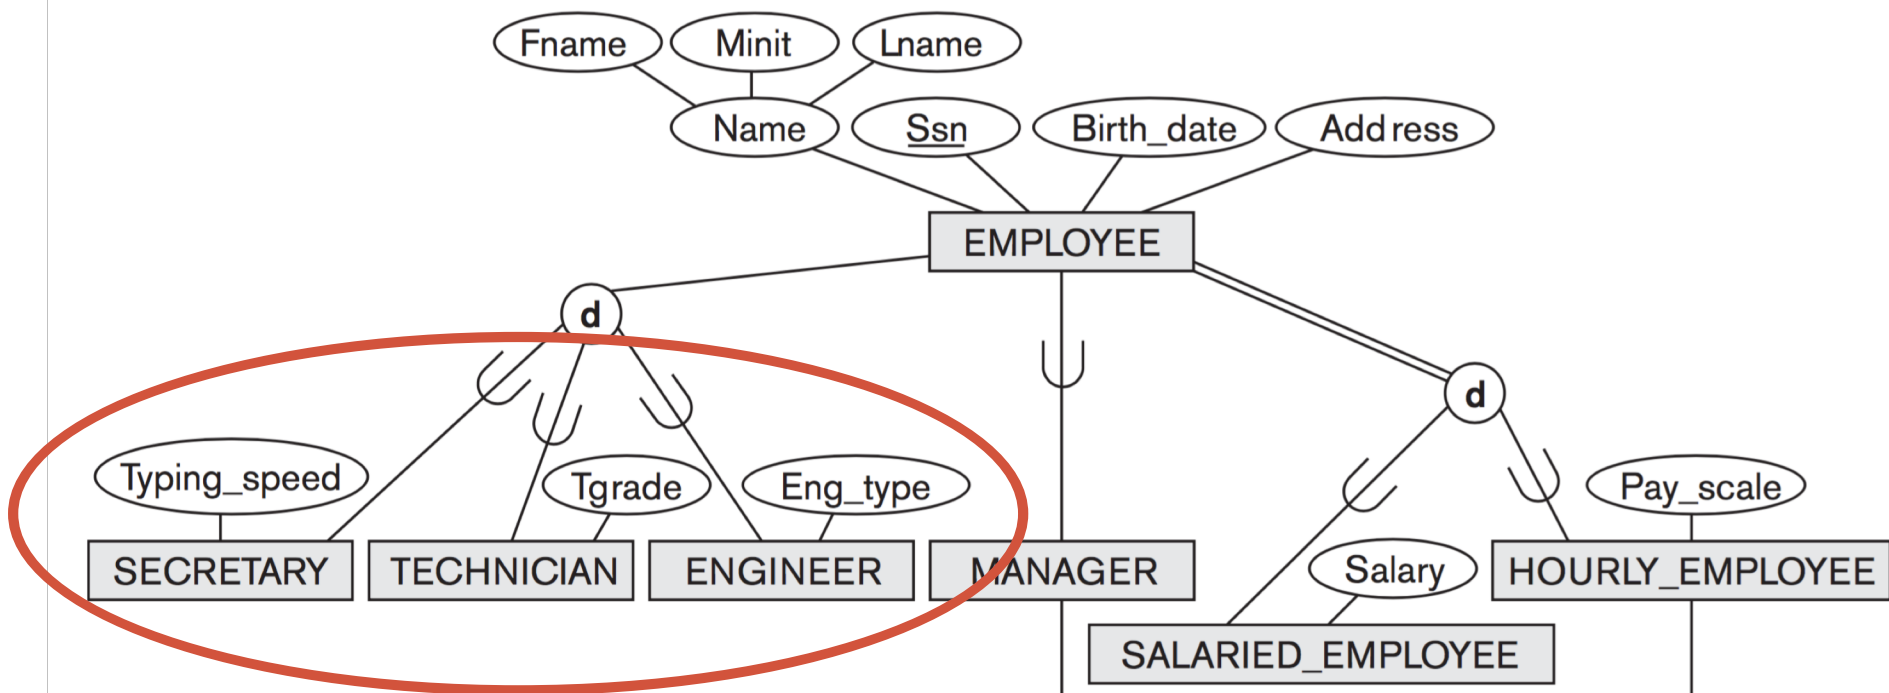 Fname Minit Lname
Name Ssn Birth_date Address
EMPLOYEE
d
d
Typing_speed Tgrade Eng_type Pay_scale
SECRETARY TECHNICIAN ENGINEER MANAGER Salary HOURLY_EMPLOYEE
SALARIED_EMPLOYEE